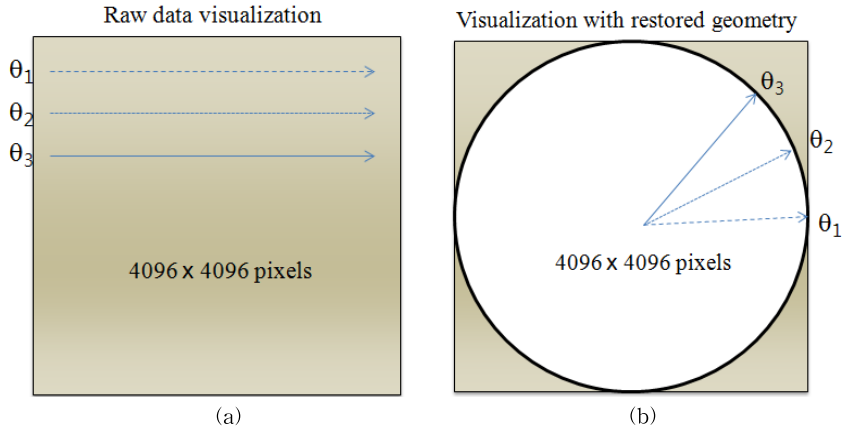 Raw data visualization
θ1
θ2
θ3
4096 x 4096 pixels
(a)
Visualization with restored geometry
θ3
θ2
θ1
4096 x 4096 pixels
(b)